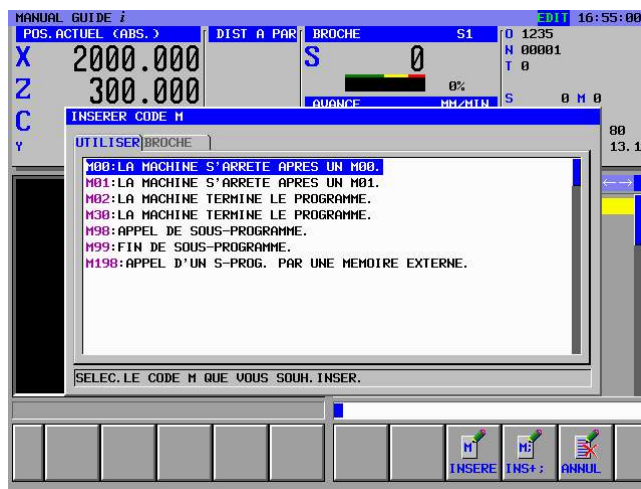 MANUAL GUIDE i EDIT 16:55:00
POS.ACTUEL (ABS.) DIST A PAR BROCHE S1 O 1235
X 2000.000 S 0 N 00001
T 0
Z 300.000 0%
AVANCE MM/MIN S 0 M 0
C
80
Y 13.1
INSERER CODE M
UTILISER BROCHE
M00:LA MACHINE S'ARRETE APRES UN M00.
M01:LA MACHINE S'ARRETE APRES UN M01.
M02:LA MACHINE TERMINE LE PROGRAMME.
M30:LA MACHINE TERMINE LE PROGRAMME.
M98:APPEL DE SOUS-PROGRAMME.
M99:FIN DE SOUS-PROGRAMME.
M198:APPEL D'UN S-PROG. PAR UNE MEMOIRE EXTERNE.
SELEC.LE CODE M QUE VOUS SOUH.INSER.
M M;
INSERE INS+; ANNUL